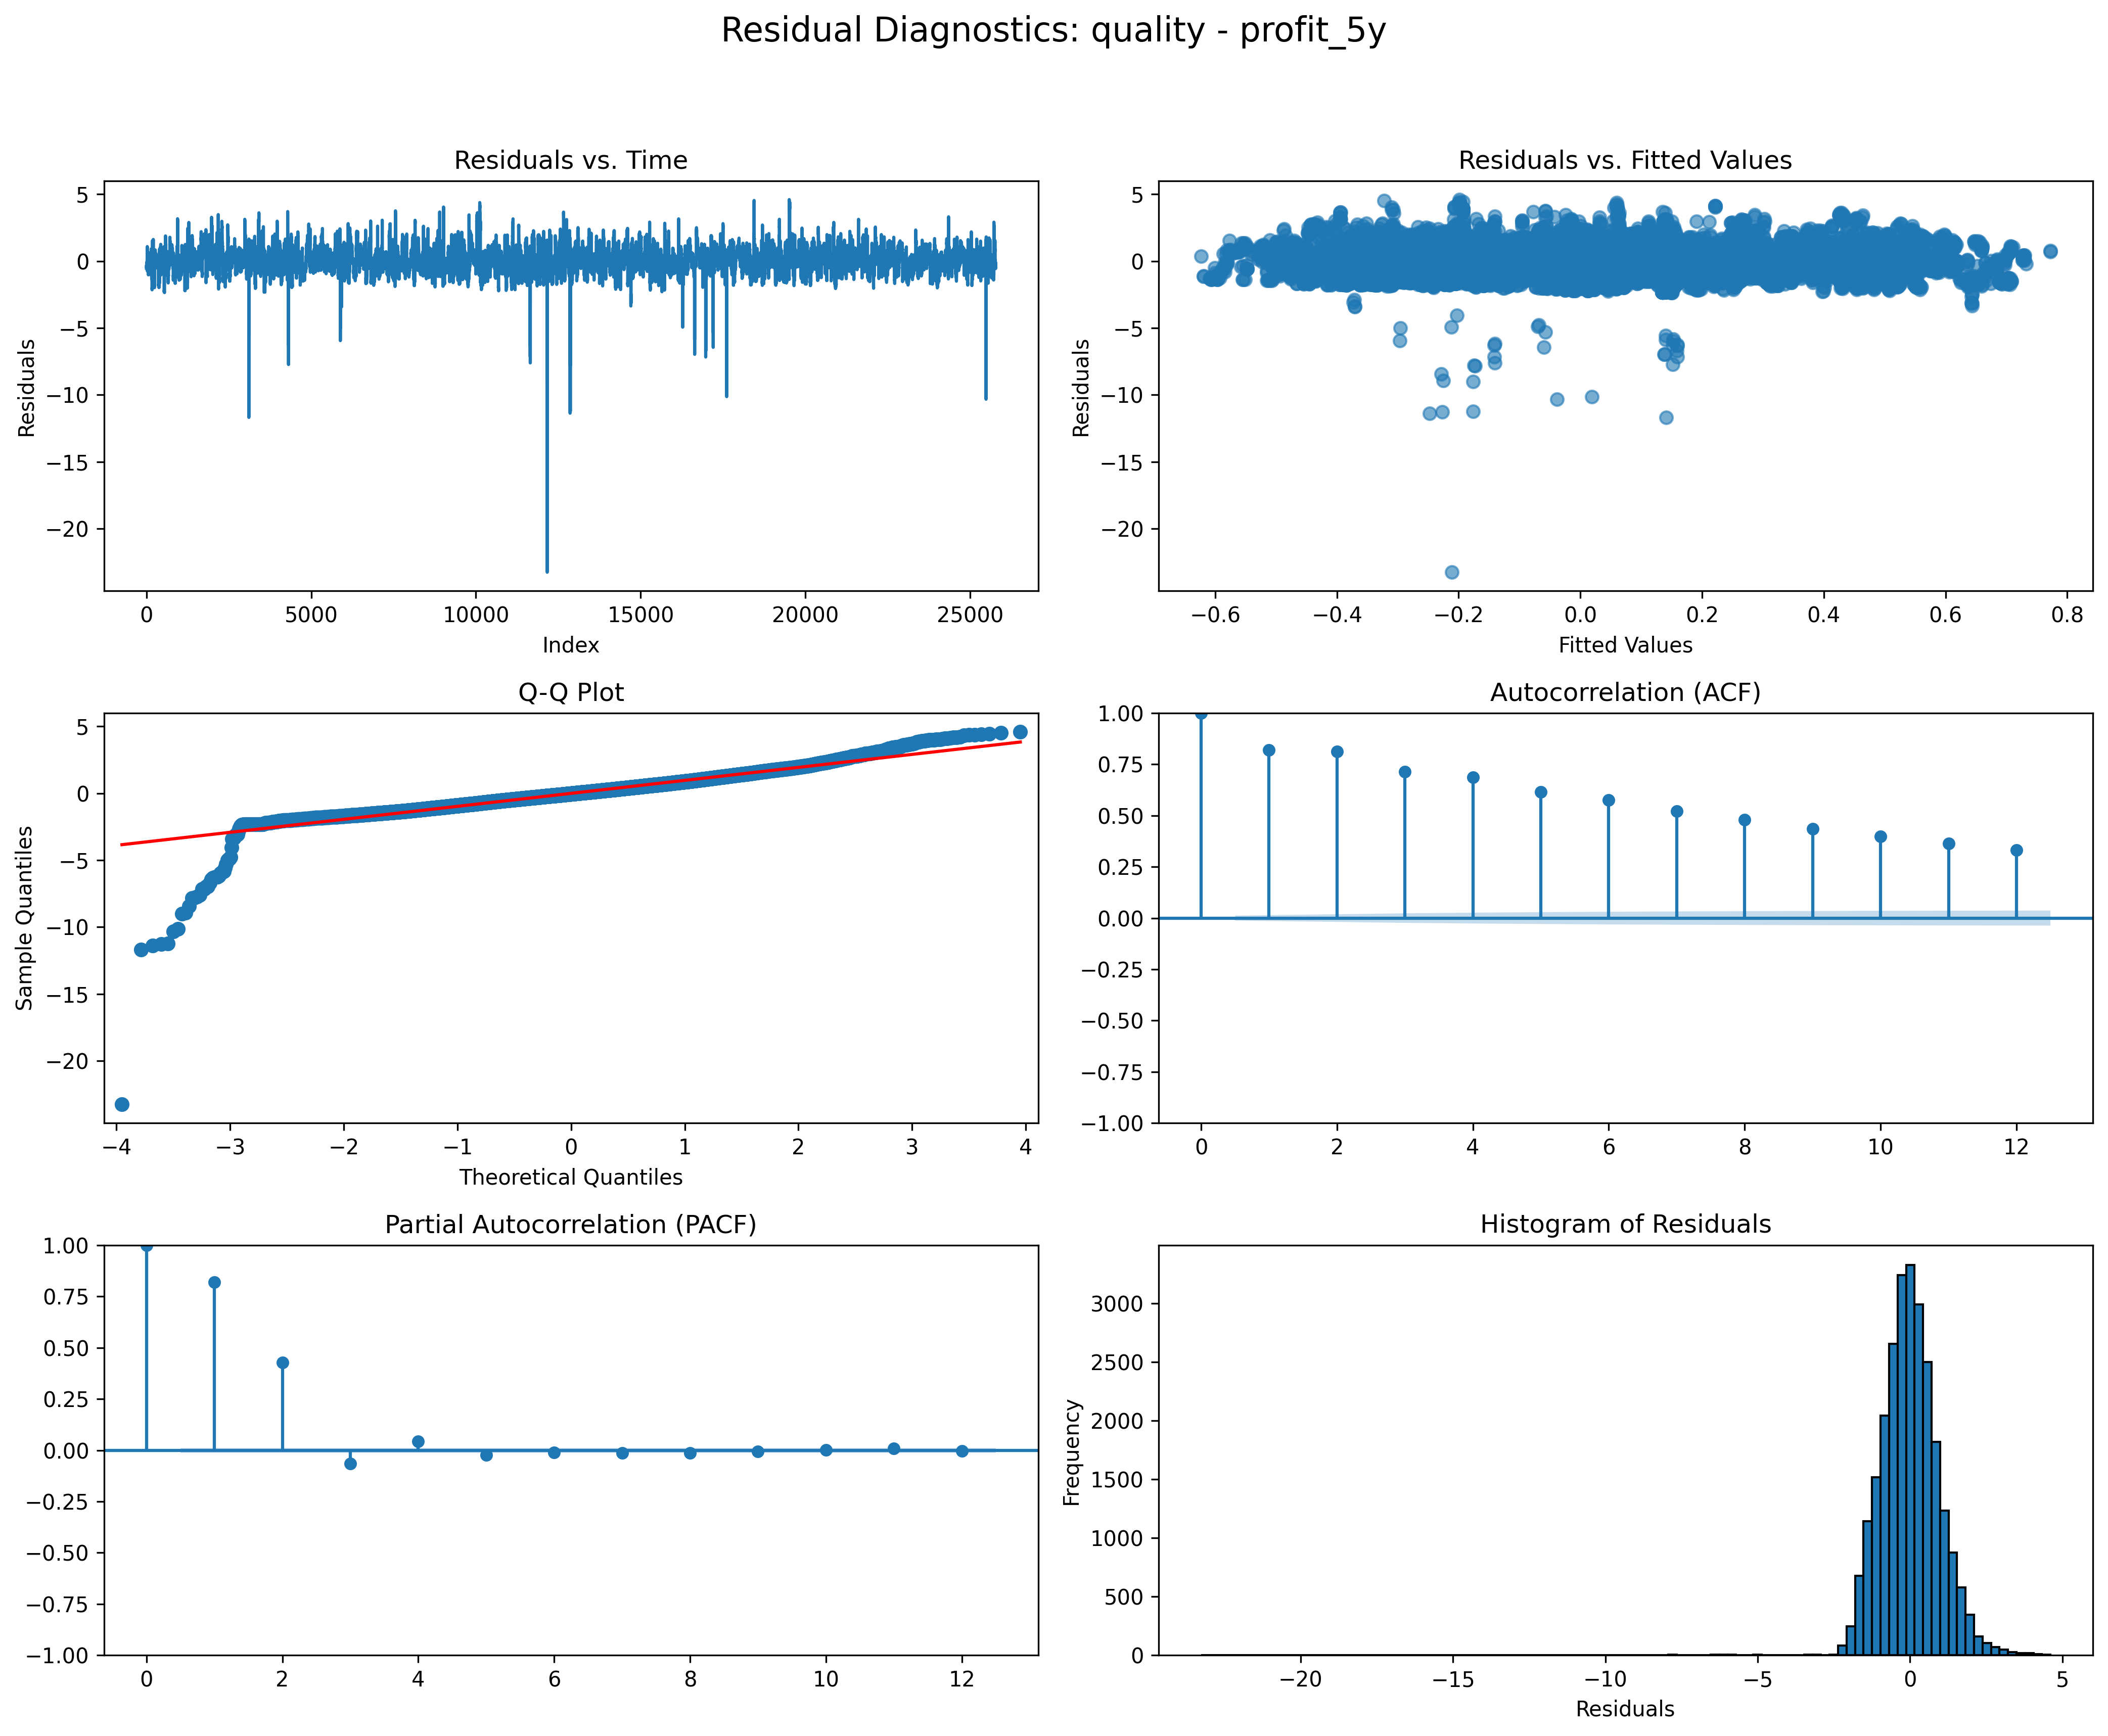 Residual Diagnostics: quality - profit_5y
Residuals vs. Time
5
0
−5
−10
−15
−20
Residuals
0 5000 10000 15000 20000 25000
Index
Residuals vs. Fitted Values
5
0
−5
−10
−15
−20
Residuals
−0.6 −0.4 −0.2 0.0 0.2 0.4 0.6 0.8
Fitted Values
Q-Q Plot
5
0
−5
−10
−15
−20
Sample Quantiles
−4 −3 −2 −1 0 1 2 3 4
Theoretical Quantiles
Autocorrelation (ACF)
1.00
0.75
0.50
0.25
0.00
−0.25
−0.50
−0.75
−1.00
0 2 4 6 8 10 12
Partial Autocorrelation (PACF)
1.00
0.75
0.50
0.25
0.00
−0.25
−0.50
−0.75
−1.00
0 2 4 6 8 10 12
Histogram of Residuals
3000
2500
2000
1500
1000
500
0
Frequency
−20 −15 −10 −5 0 5
Residuals